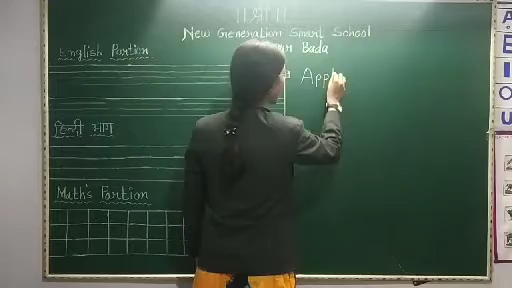 ॥श्री॥
New Generation Smart School
Bada
English Portion
App
हिन्दी भाग
Math's Portion
A
E
I
O
U